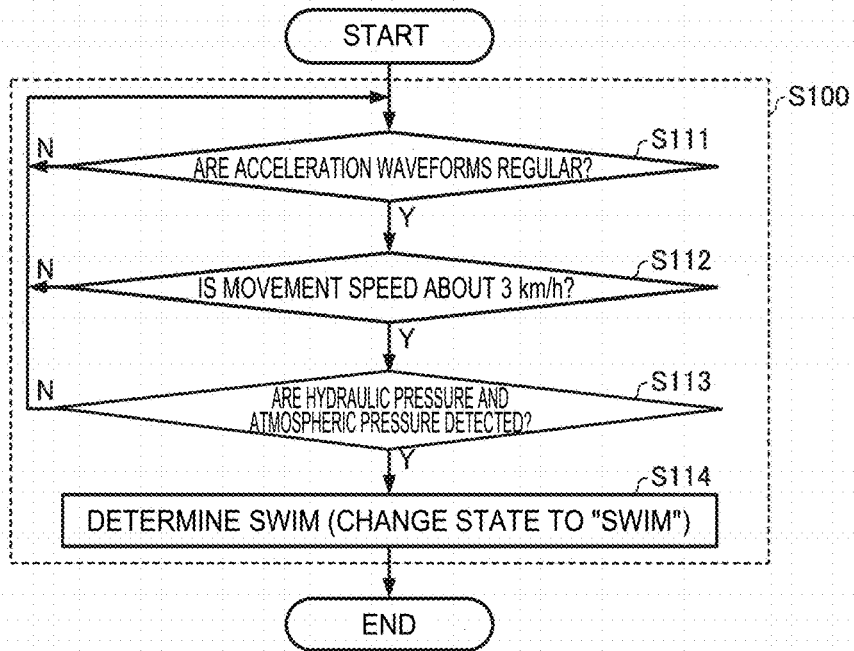 START
S100
S111
N
ARE ACCELERATION WAVEFORMS REGULAR?
Y
S112
N
IS MOVEMENT SPEED ABOUT 3 km/h?
Y
S113
N
ARE HYDRAULIC PRESSURE AND
ATMOSPHERIC PRESSURE DETECTED?
Y
S114
DETERMINE SWIM (CHANGE STATE TO "SWIM")
END